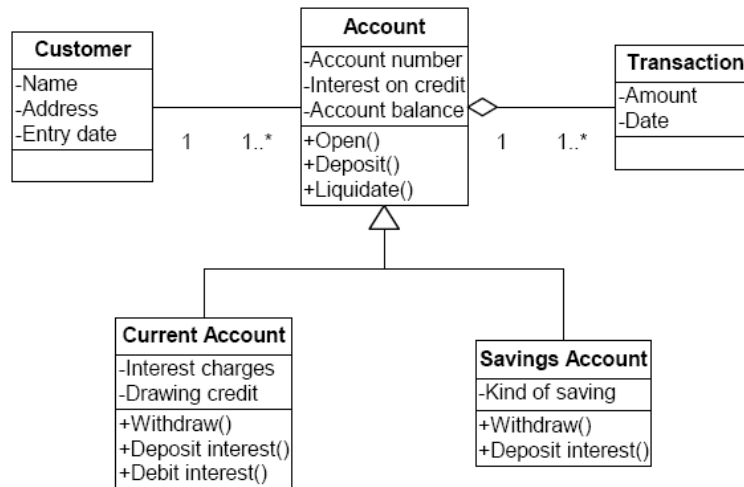 Customer
-Name
-Address
-Entry date
1
1..*
Account
-Account number
-Interest on credit
-Account balance
+Open()
+Deposit()
+Liquidate()
1
1..*
Transaction
-Amount
-Date
Current Account
-Interest charges
-Drawing credit
+Withdraw()
+Deposit interest()
+Debit interest()
Savings Account
-Kind of saving
+Withdraw()
+Deposit interest()